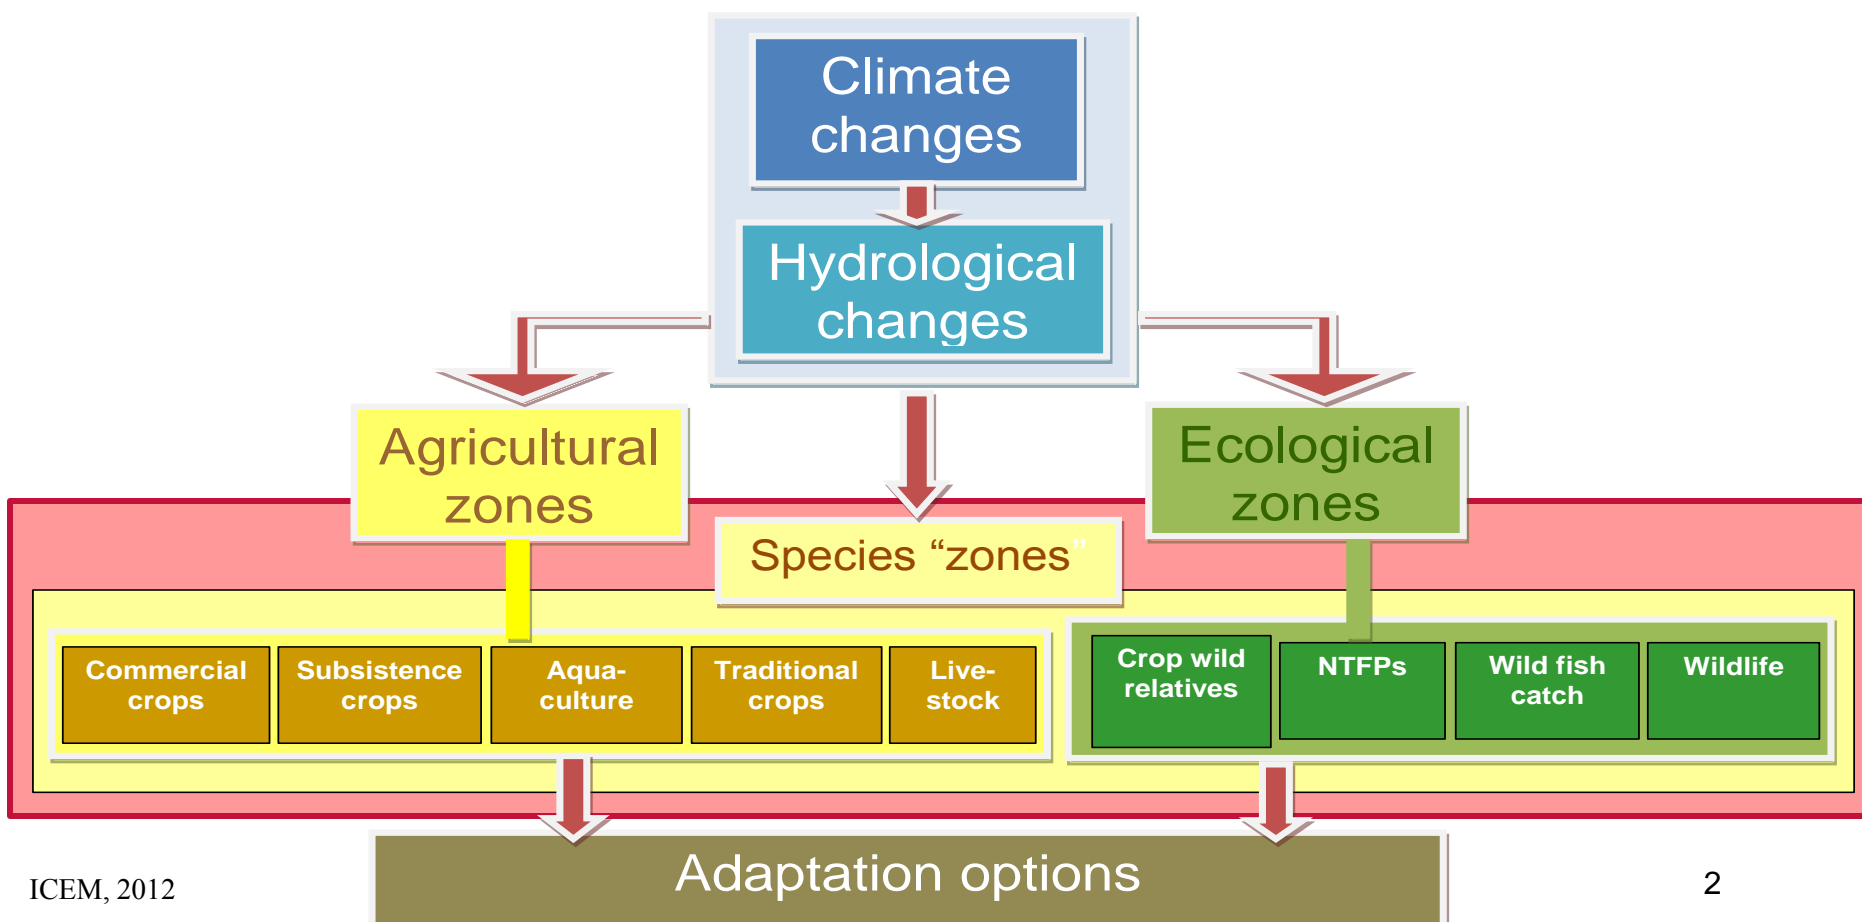 Climate
changes
Hydrological
changes
Agricultural
zones
Ecological
zones
Species “zones”
Commercial
crops
Subsistence
crops
Aqua-
culture
Traditional
crops
Live-
stock
Crop wild
relatives
NTFPs
Wild fish
catch
Wildlife
Adaptation options
ICEM, 2012
2